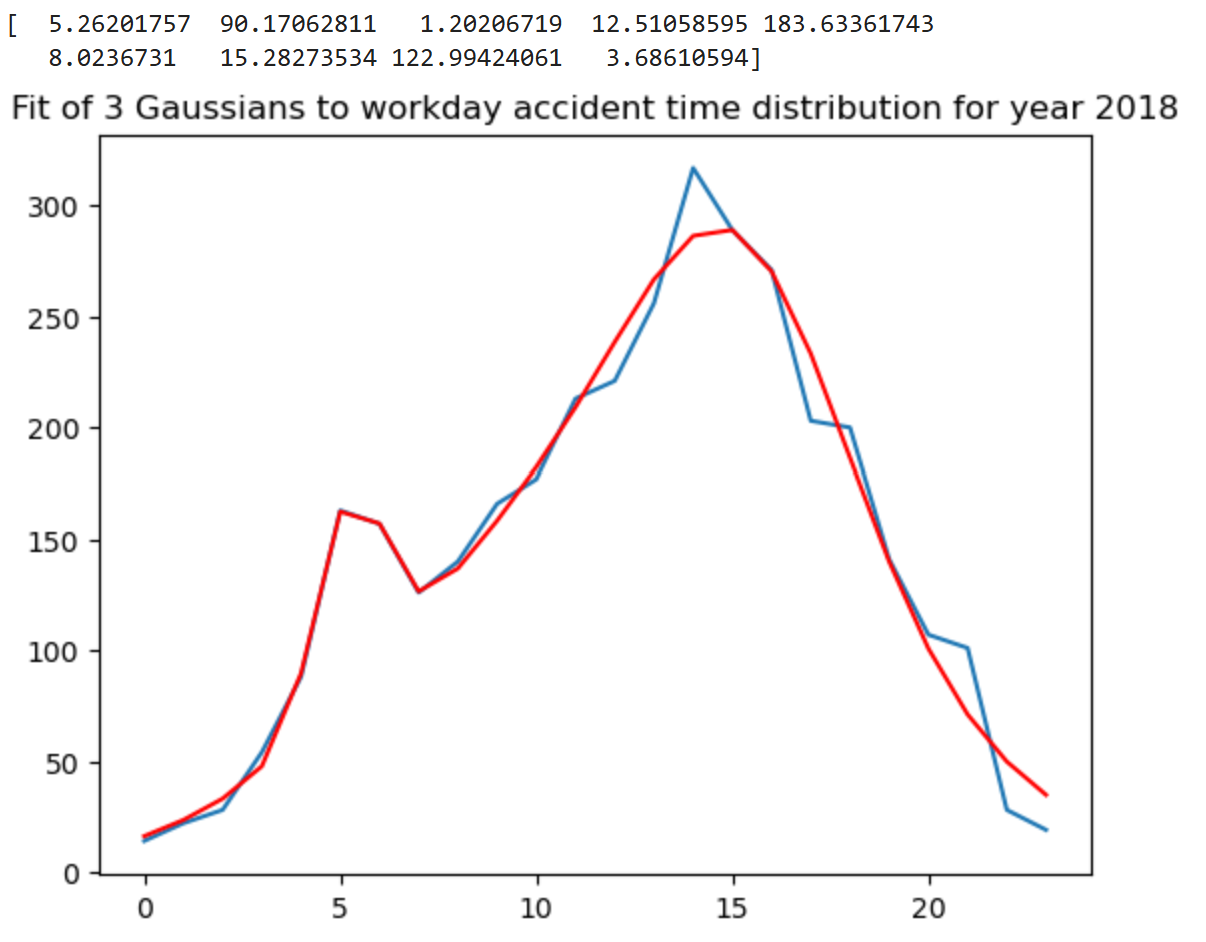 [  5.26201757  90.17062811   1.20206719  12.51058595 183.63361743
   8.0236731   15.28273534 122.99424061   3.68610594]
Fit of 3 Gaussians to workday accident time distribution for year 2018
300
250
200
150
100
50
0
0 5 10 15 20